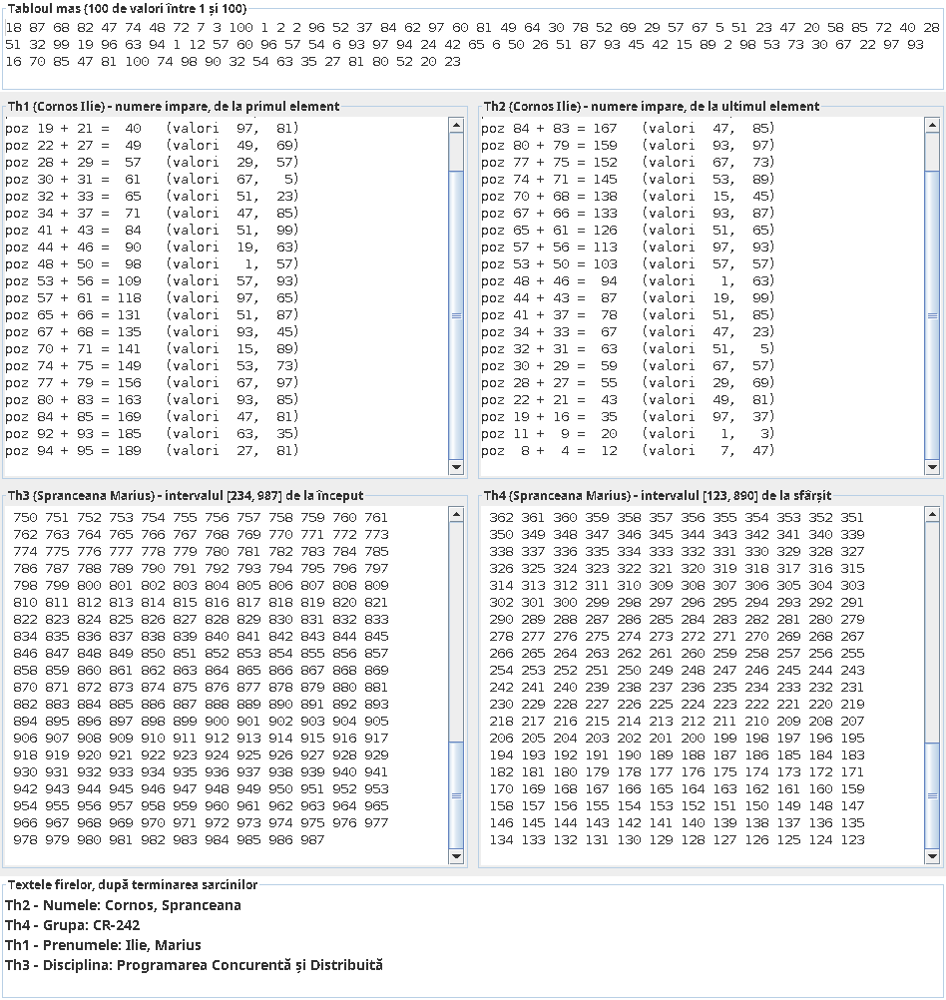 Tabloul mas (100 de valori între 1 și 100)
18 87 68 82 47 74 48 72 7 3 100 1 2 2 96 52 37 84 62 97 60 81 49 64 30 78 52 69 29 57 67 5 51 23 47 20 58 85 72 40 28
51 32 99 19 96 63 94 1 12 57 60 96 57 54 6 93 97 94 24 42 65 6 50 26 51 87 93 45 42 15 89 2 98 53 73 30 67 22 97 93
16 70 85 47 81 100 74 98 90 32 54 63 35 27 81 80 52 20 23
Th1 (Cornos Ilie) - numere impare, de la primul element
poz 19 + 21 = 40 (valori 97, 81)
poz 22 + 27 = 49 (valori 49, 69)
poz 28 + 29 = 57 (valori 29, 57)
poz 30 + 31 = 61 (valori 67, 5)
poz 32 + 33 = 65 (valori 51, 23)
poz 34 + 37 = 71 (valori 47, 85)
poz 41 + 43 = 84 (valori 51, 99)
poz 44 + 46 = 90 (valori 19, 63)
poz 48 + 50 = 98 (valori 1, 57)
poz 53 + 56 = 109 (valori 57, 93)
poz 57 + 61 = 118 (valori 97, 65)
poz 65 + 66 = 131 (valori 51, 87)
poz 67 + 68 = 135 (valori 93, 45)
poz 70 + 71 = 141 (valori 15, 89)
poz 74 + 75 = 149 (valori 53, 73)
poz 77 + 79 = 156 (valori 67, 97)
poz 80 + 83 = 163 (valori 93, 85)
poz 84 + 85 = 169 (valori 47, 81)
poz 92 + 93 = 185 (valori 63, 35)
poz 94 + 95 = 189 (valori 27, 81)
Th2 (Cornos Ilie) - numere impare, de la ultimul element
poz 84 + 83 = 167 (valori 47, 85)
poz 80 + 79 = 159 (valori 93, 97)
poz 77 + 75 = 152 (valori 67, 73)
poz 74 + 71 = 145 (valori 53, 89)
poz 70 + 68 = 138 (valori 15, 45)
poz 67 + 66 = 133 (valori 93, 87)
poz 65 + 61 = 126 (valori 51, 65)
poz 57 + 56 = 113 (valori 97, 93)
poz 53 + 50 = 103 (valori 57, 57)
poz 48 + 46 = 94 (valori 1, 63)
poz 44 + 43 = 87 (valori 19, 99)
poz 41 + 37 = 78 (valori 51, 85)
poz 34 + 33 = 67 (valori 47, 23)
poz 32 + 31 = 63 (valori 51, 5)
poz 30 + 29 = 59 (valori 67, 57)
poz 28 + 27 = 55 (valori 29, 69)
poz 22 + 21 = 43 (valori 49, 81)
poz 19 + 16 = 35 (valori 97, 37)
poz 11 + 9 = 20 (valori 1, 3)
poz 8 + 4 = 12 (valori 7, 47)
Th3 (Spranceana Marius) - intervalul [234, 987] de la început
750 751 752 753 754 755 756 757 758 759 760 761
762 763 764 765 766 767 768 769 770 771 772 773
774 775 776 777 778 779 780 781 782 783 784 785
786 787 788 789 790 791 792 793 794 795 796 797
798 799 800 801 802 803 804 805 806 807 808 809
810 811 812 813 814 815 816 817 818 819 820 821
822 823 824 825 826 827 828 829 830 831 832 833
834 835 836 837 838 839 840 841 842 843 844 845
846 847 848 849 850 851 852 853 854 855 856 857
858 859 860 861 862 863 864 865 866 867 868 869
870 871 872 873 874 875 876 877 878 879 880 881
882 883 884 885 886 887 888 889 890 891 892 893
894 895 896 897 898 899 900 901 902 903 904 905
906 907 908 909 910 911 912 913 914 915 916 917
918 919 920 921 922 923 924 925 926 927 928 929
930 931 932 933 934 935 936 937 938 939 940 941
942 943 944 945 946 947 948 949 950 951 952 953
954 955 956 957 958 959 960 961 962 963 964 965
966 967 968 969 970 971 972 973 974 975 976 977
978 979 980 981 982 983 984 985 986 987
Th4 (Spranceana Marius) - intervalul [123, 890] de la sfârșit
362 361 360 359 358 357 356 355 354 353 352 351
350 349 348 347 346 345 344 343 342 341 340 339
338 337 336 335 334 333 332 331 330 329 328 327
326 325 324 323 322 321 320 319 318 317 316 315
314 313 312 311 310 309 308 307 306 305 304 303
302 301 300 299 298 297 296 295 294 293 292 291
290 289 288 287 286 285 284 283 282 281 280 279
278 277 276 275 274 273 272 271 270 269 268 267
266 265 264 263 262 261 260 259 258 257 256 255
254 253 252 251 250 249 248 247 246 245 244 243
242 241 240 239 238 237 236 235 234 233 232 231
230 229 228 227 226 225 224 223 222 221 220 219
218 217 216 215 214 213 212 211 210 209 208 207
206 205 204 203 202 201 200 199 198 197 196 195
194 193 192 191 190 189 188 187 186 185 184 183
182 181 180 179 178 177 176 175 174 173 172 171
170 169 168 167 166 165 164 163 162 161 160 159
158 157 156 155 154 153 152 151 150 149 148 147
146 145 144 143 142 141 140 139 138 137 136 135
134 133 132 131 130 129 128 127 126 125 124 123
Textele firelor, după terminarea sarcinilor
Th2 - Numele: Cornos, Spranceana
Th4 - Grupa: CR-242
Th1 - Prenumele: Ilie, Marius
Th3 - Disciplina: Programarea Concurentă și Distribuită